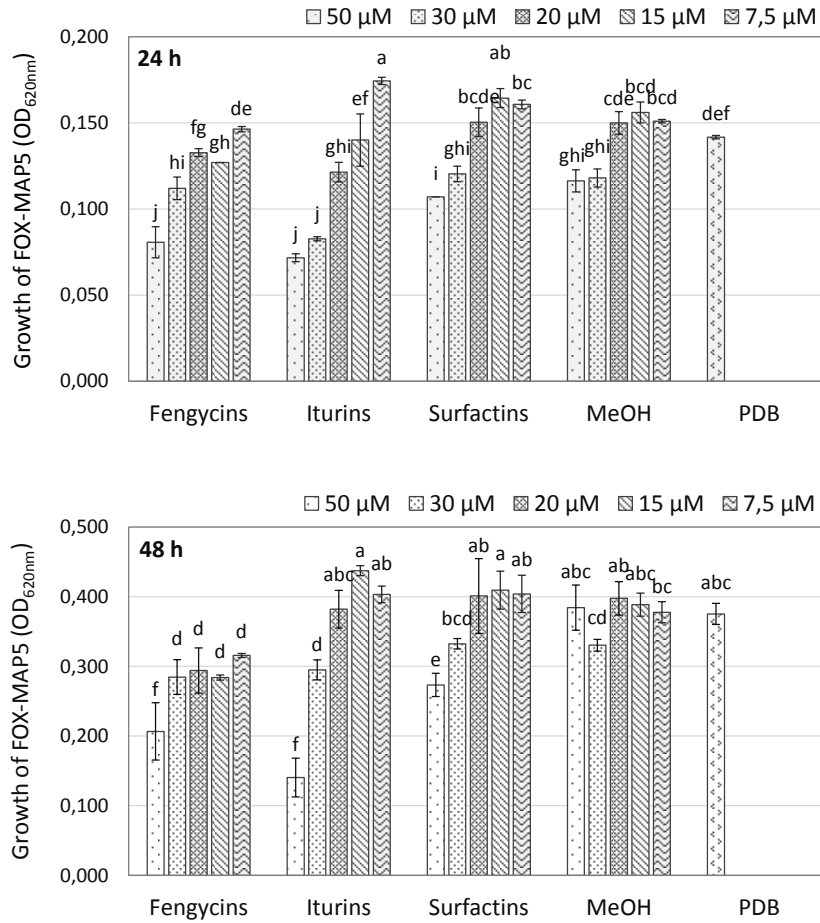 50 µM 30 µM 20 µM 15 µM 7,5 µM
Growth of FOX-MAP5 (OD620nm)
0,200
0,150
0,100
0,050
0,000
24 h
j hi fg gh de
j j ghi ef a
i ghi bcde ab bc
ghi ghi cde bcd bcd
def
Fengycins Iturins Surfactins MeOH PDB
50 µM 30 µM 20 µM 15 µM 7,5 µM
Growth of FOX-MAP5 (OD620nm)
0,500
0,400
0,300
0,200
0,100
0,000
48 h
f d d d d
f d abc a ab
e bcd ab a ab
abc cd ab abc bc
abc
Fengycins Iturins Surfactins MeOH PDB